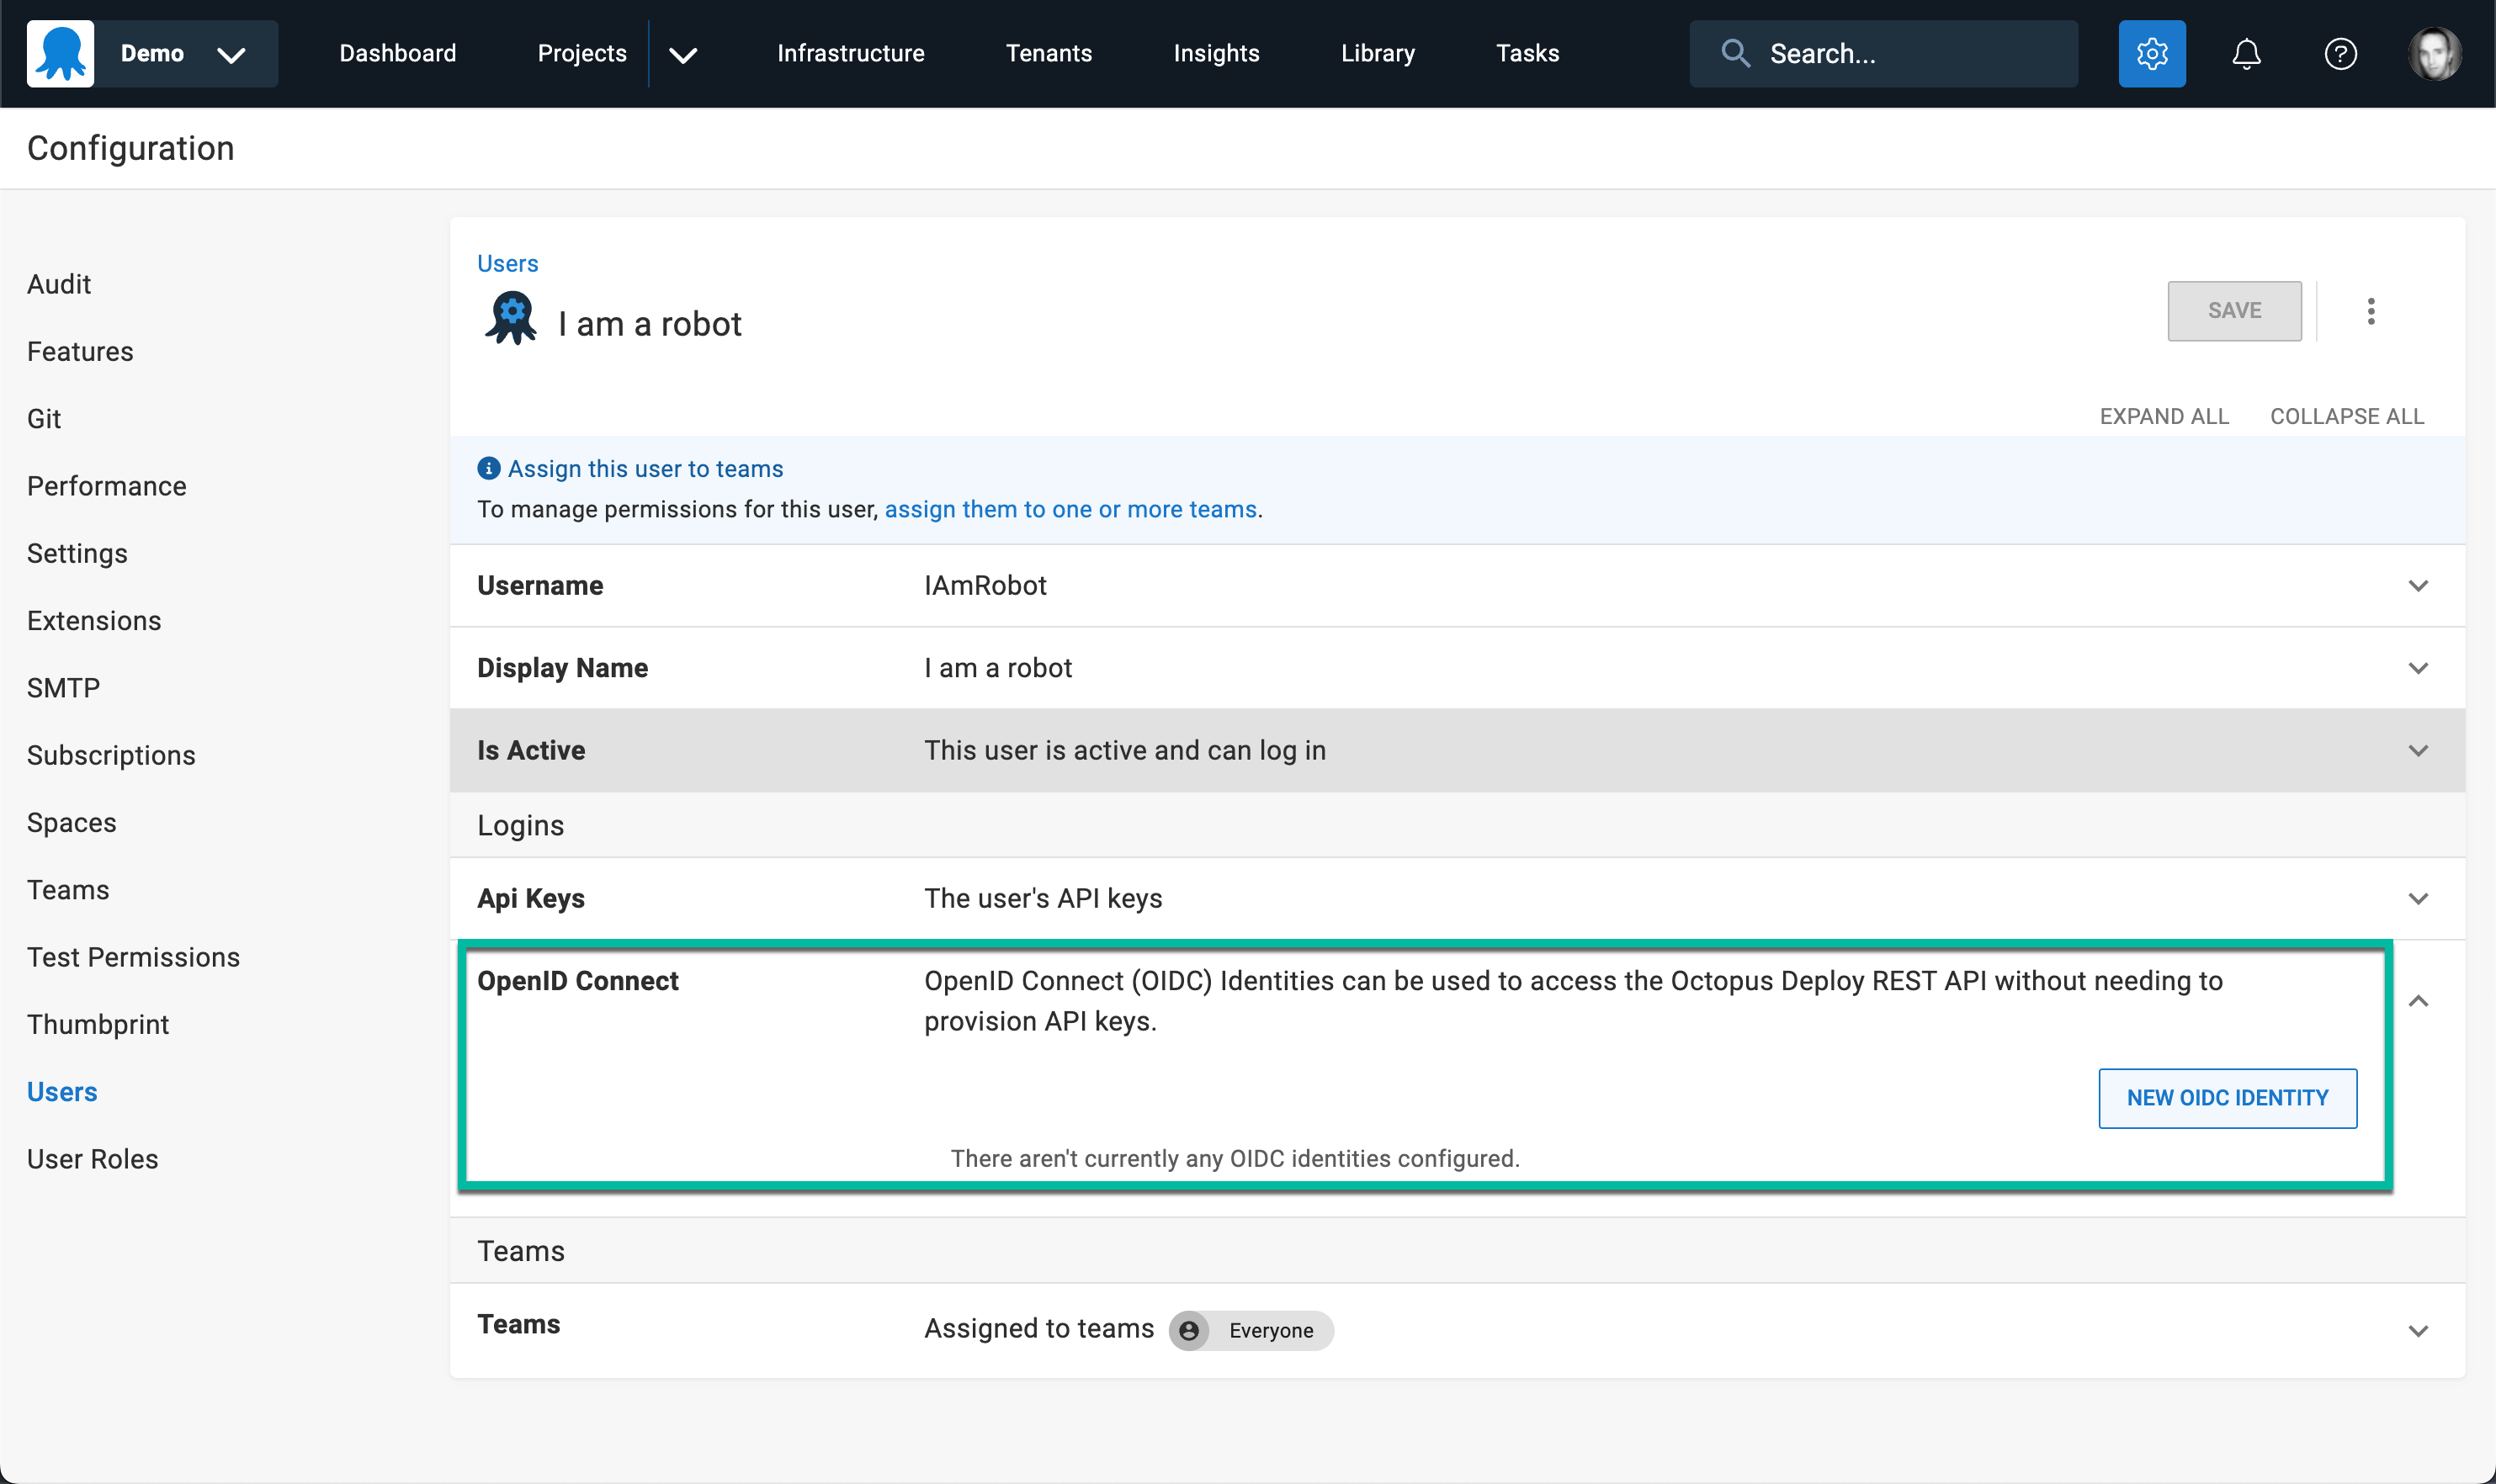 Demo
Dashboard
Projects
Infrastructure
Tenants
Insights
Library
Tasks
Search...
Configuration
Audit
Features
Git
Performance
Settings
Extensions
SMTP
Subscriptions
Spaces
Teams
Test Permissions
Thumbprint
Users
User Roles
Users
I am a robot
SAVE
EXPAND ALL
COLLAPSE ALL
Assign this user to teams
To manage permissions for this user, assign them to one or more teams.
Username IAmRobot
Display Name I am a robot
Is Active This user is active and can log in
Logins
Api Keys The user's API keys
OpenID Connect OpenID Connect (OIDC) Identities can be used to access the Octopus Deploy REST API without needing to
provision API keys.
NEW OIDC IDENTITY
There aren't currently any OIDC identities configured.
Teams
Teams Assigned to teams Everyone